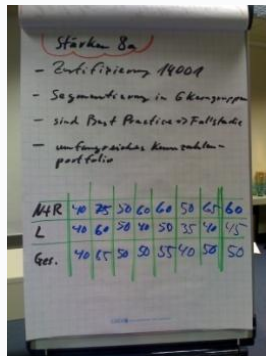 Stärken 8a
- Zertifizierung 14001
- Segmentierung in 6 Kerngruppen
- sind Best Practice => Fallstudie
- umfangreiches Kennzahlen-
portfolio
N+R 40 75 50 60 60 50 65 60
L 40 60 50 40 50 35 40 45
Ges. 40 65 50 50 55 40 50 50